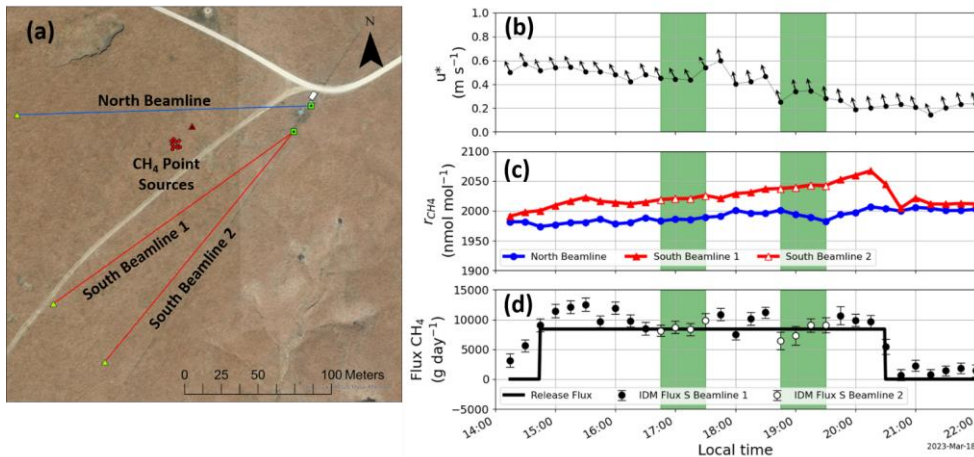 (a)
N
North Beamline
CH4 Point
Sources
South Beamline 1
South Beamline 2
0 50 100 Meters
(b)
u*
(m s⁻¹)
1.0
0.8
0.6
0.4
0.2
0.0
(c)
rCH4
(nmol mol⁻¹)
2100
2050
2000
1950
1900
North Beamline South Beamline 1 South Beamline 2
(d)
Flux CH4
(g day⁻¹)
15000
10000
5000
0
−5000
Release Flux IDM Flux S Beamline 1 IDM Flux S Beamline 2
14:00 15:00 16:00 17:00 18:00 19:00 20:00 21:00 22:00
Local time
2023-Mar-18